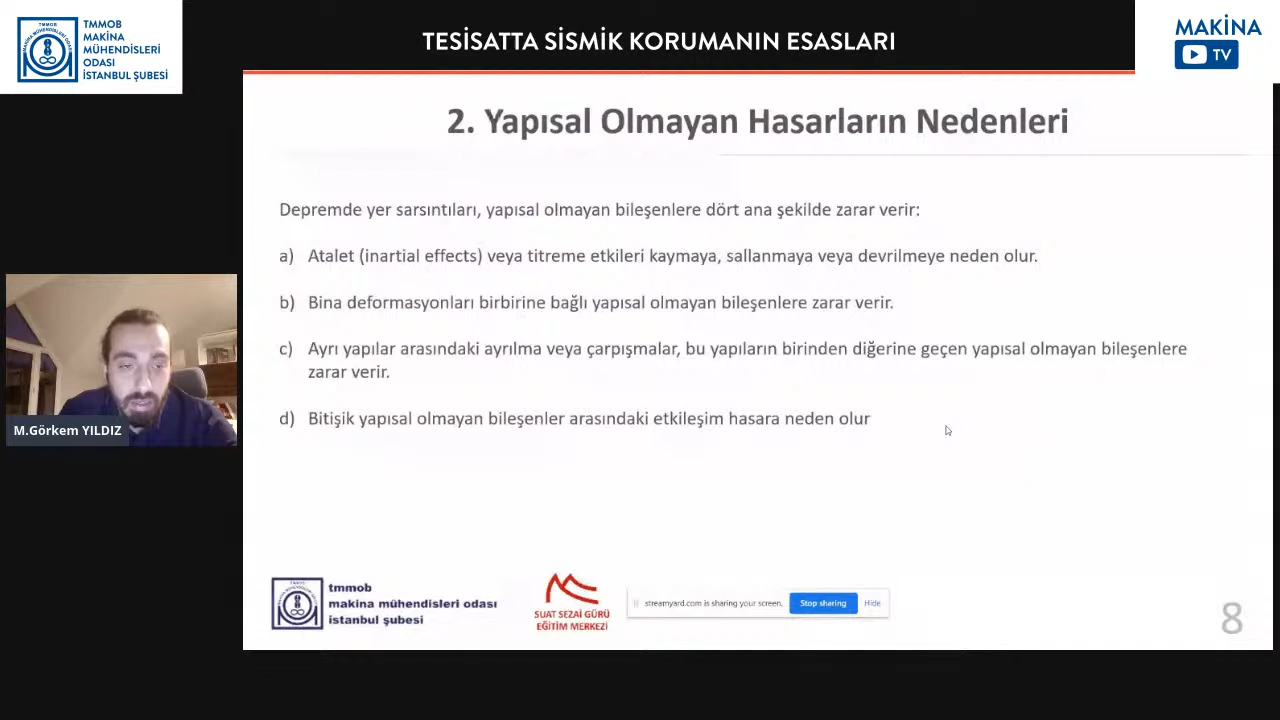 TMMOB
MAKİNA
MÜHENDİSLERİ
ODASI
İSTANBUL ŞUBESİ
TESİSATTA SİSMİK KORUMANIN ESASLARI
MAKİNA
TV
2. Yapısal Olmayan Hasarların Nedenleri
Depremde yer sarsıntıları, yapısal olmayan bileşenlere dört ana şekilde zarar verir:
a) Atalet (inartial effects) veya titreme etkileri kaymaya, sallanmaya veya devrilmeye neden olur.
b) Bina deformasyonları birbirine bağlı yapısal olmayan bileşenlere zarar verir.
c) Ayrı yapılar arasındaki ayrılma veya çarpışmalar, bu yapıların birinden diğerine geçen yapısal olmayan bileşenlere
zarar verir.
d) Bitişik yapısal olmayan bileşenler arasındaki etkileşim hasara neden olur
M.Görkem YILDIZ
tmmob
makina mühendisleri odası
istanbul şubesi
SUAT SEZAİ GÜRÜ
EĞİTİM MERKEZİ
streamyard.com is sharing your screen.
Stop sharing
Hide
8